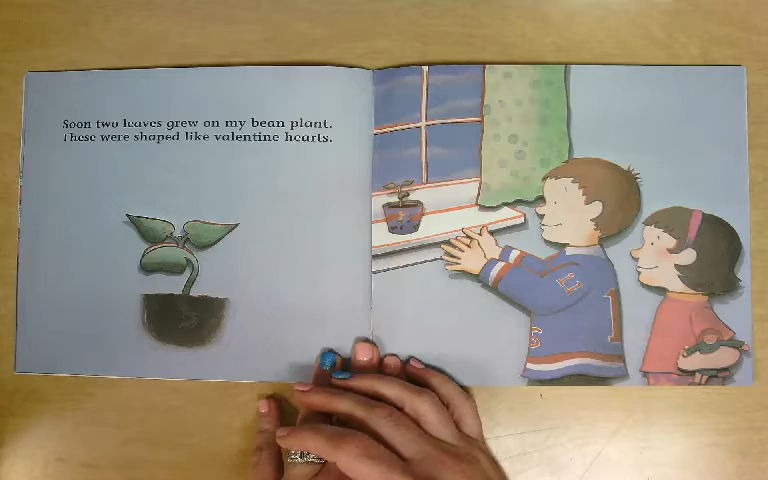 Soon two leaves grew on my bean plant.
These were shaped like valentine hearts.